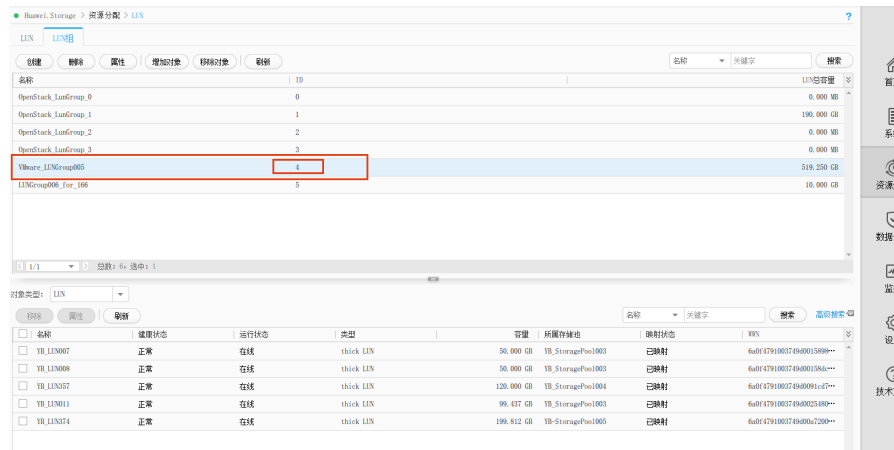 Huawei.Storage > 资源分配 > LUN ?
LUN LUN组
创建 删除 属性 增加对象 移除对象 刷新 名称 关键字 搜索
名称 ID LUN总容量
OpenStack_LunGroup_0 0 0.000 MB
OpenStack_LunGroup_1 1 190.000 GB
OpenStack_LunGroup_2 2 0.000 MB
OpenStack_LunGroup_3 3 0.000 MB
VMware_LUNGroup005 4 519.250 GB
LUNGroup006_for_166 5 10.000 GB
1/1 总数: 6, 选中: 1
对象类型: LUN
移除 属性 刷新 名称 关键字 搜索 高级搜索
名称 健康状态 运行状态 类型 容量 所属存储池 映射状态 WWN
YB_LUN007 正常 在线 thick LUN 50.000 GB YB_StoragePool003 已映射 6a0f4791003749d0015898···
YB_LUN008 正常 在线 thick LUN 50.000 GB YB_StoragePool003 已映射 6a0f4791003749d00158dc···
YB_LUN357 正常 在线 thick LUN 120.000 GB YB_StoragePool004 已映射 6a0f4791003749d0091cd7···
YB_LUN011 正常 在线 thick LUN 99.437 GB YB-StoragePool003 已映射 6a0f4791003749d0025480···
YB_LUN374 正常 在线 thick LUN 199.812 GB YB-StoragePool005 已映射 6a0f4791003749d00a7200···
首
系
资源
数据
监
设
技术